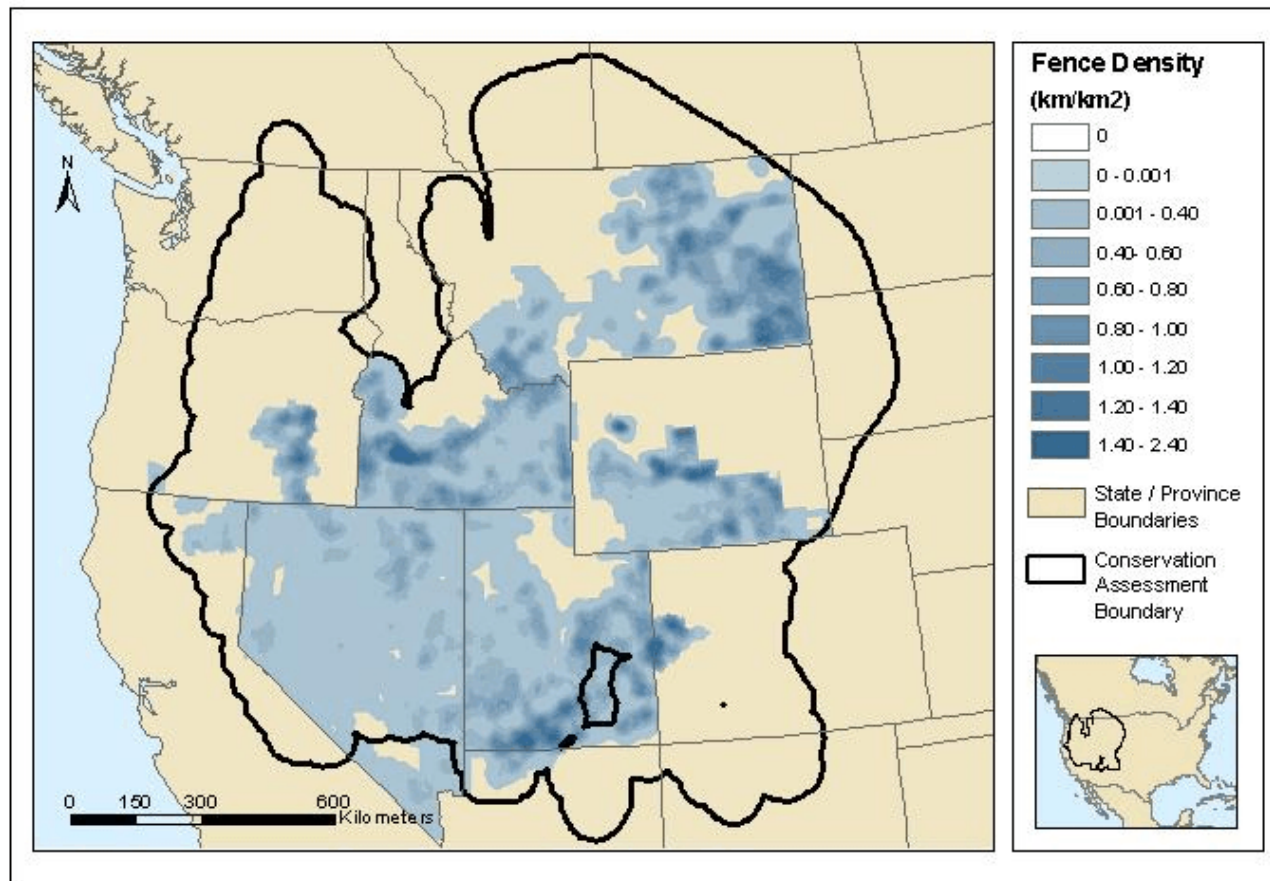 Fence Density
(km/km2)
0
0 - 0.001
0.001 - 0.40
0.40- 0.60
0.60 - 0.80
0.80 - 1.00
1.00 - 1.20
1.20 - 1.40
1.40 - 2.40
State / Province
Boundaries
Conservation
Assessment
Boundary
N
0 150 300 600
Kilometers